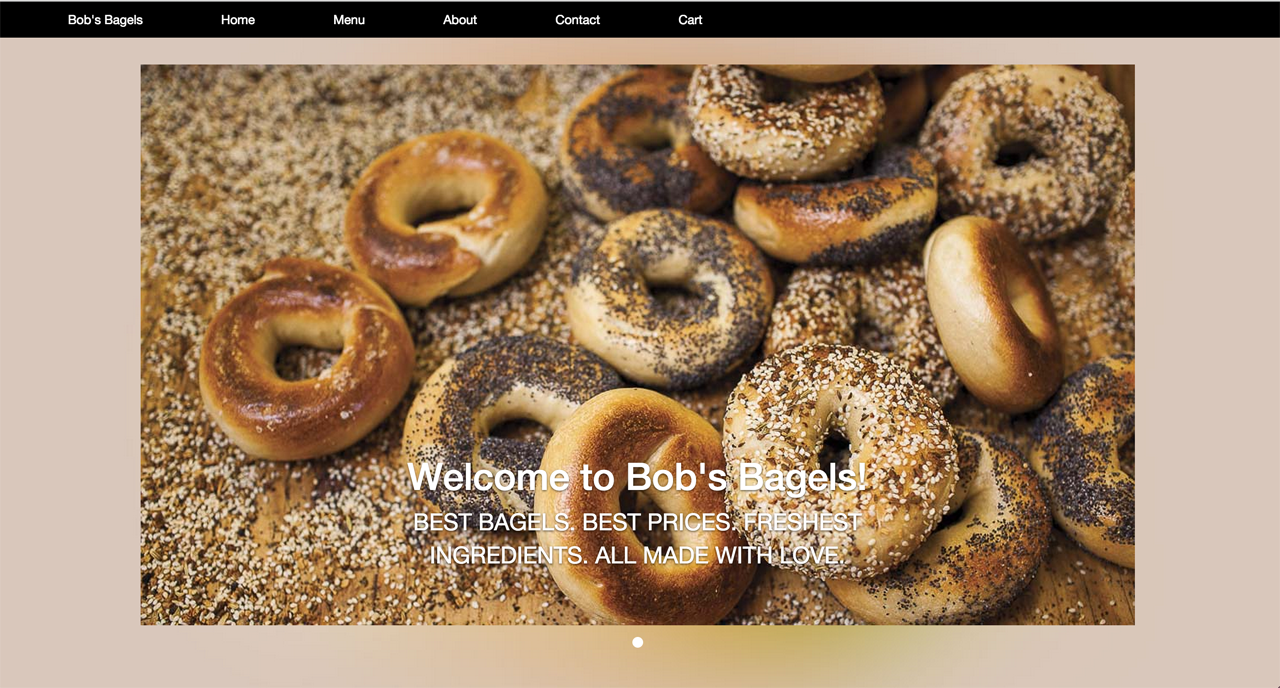 Bob's Bagels Home Menu About Contact Cart
Welcome to Bob's Bagels!
BEST BAGELS. BEST PRICES. FRESHEST
INGREDIENTS. ALL MADE WITH LOVE.